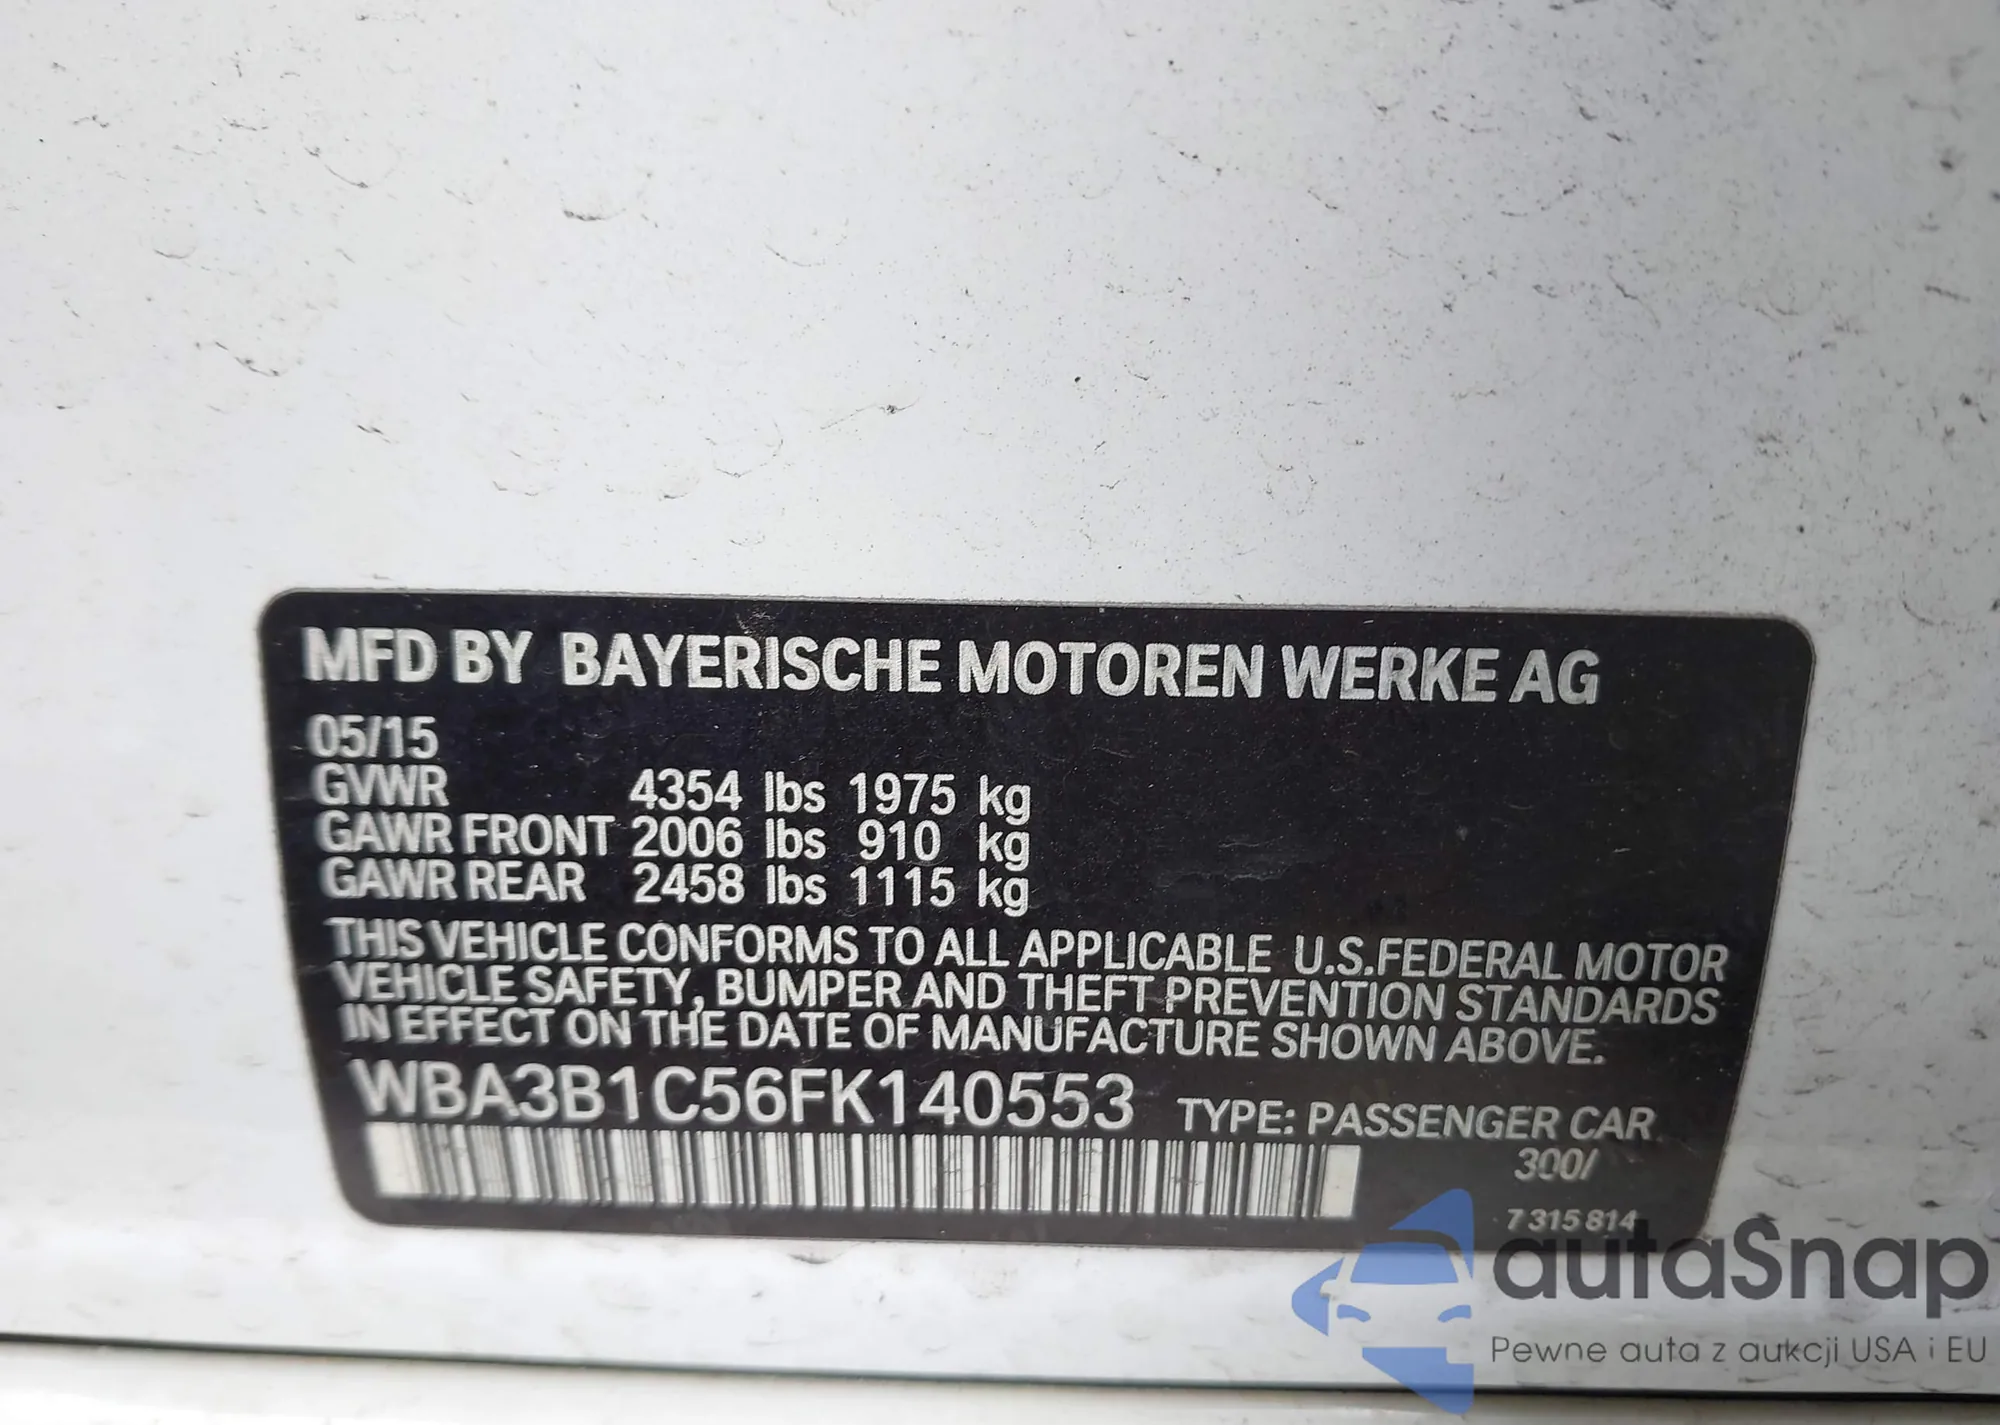 MFD BY BAYERISCHE MOTOREN WERKE AG
05/15
GVWR 4354 lbs 1975 kg
GAWR FRONT 2006 lbs 910 kg
GAWR REAR 2458 lbs 1115 kg
THIS VEHICLE CONFORMS TO ALL APPLICABLE U.S.FEDERAL MOTOR
VEHICLE SAFETY, BUMPER AND THEFT PREVENTION STANDARDS
IN EFFECT ON THE DATE OF MANUFACTURE SHOWN ABOVE.
WBA3B1C56FK140553 TYPE: PASSENGER CAR
300/
7315814
autaSnap
Pewne auta z aukcji USA i EU